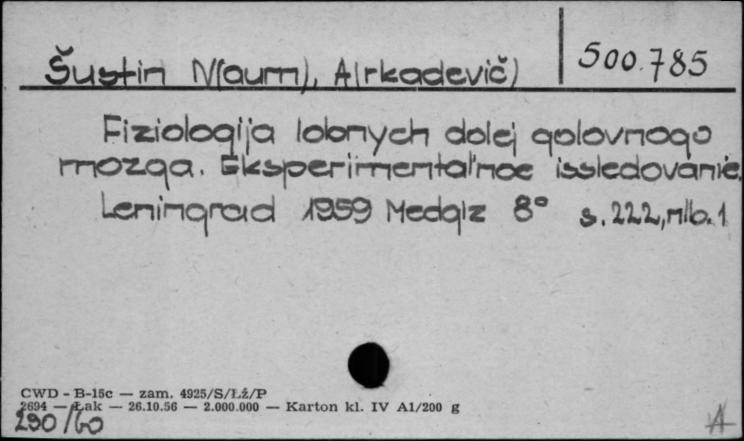 Šustin N(aum), A(rkadevič)
500.785
Fiziologija lobnych dolej golovnogo
mozga. Eksperimental'noe issledovanie.
Leningrad 1959 Medgiz 8° s. 222, nlb. 1
CWD - B-15c — zam. 4925/S/Łż/P
2694 — Łak — 26.10.56 — 2.000.000 — Karton kl. IV A1/200 g
290/60
A